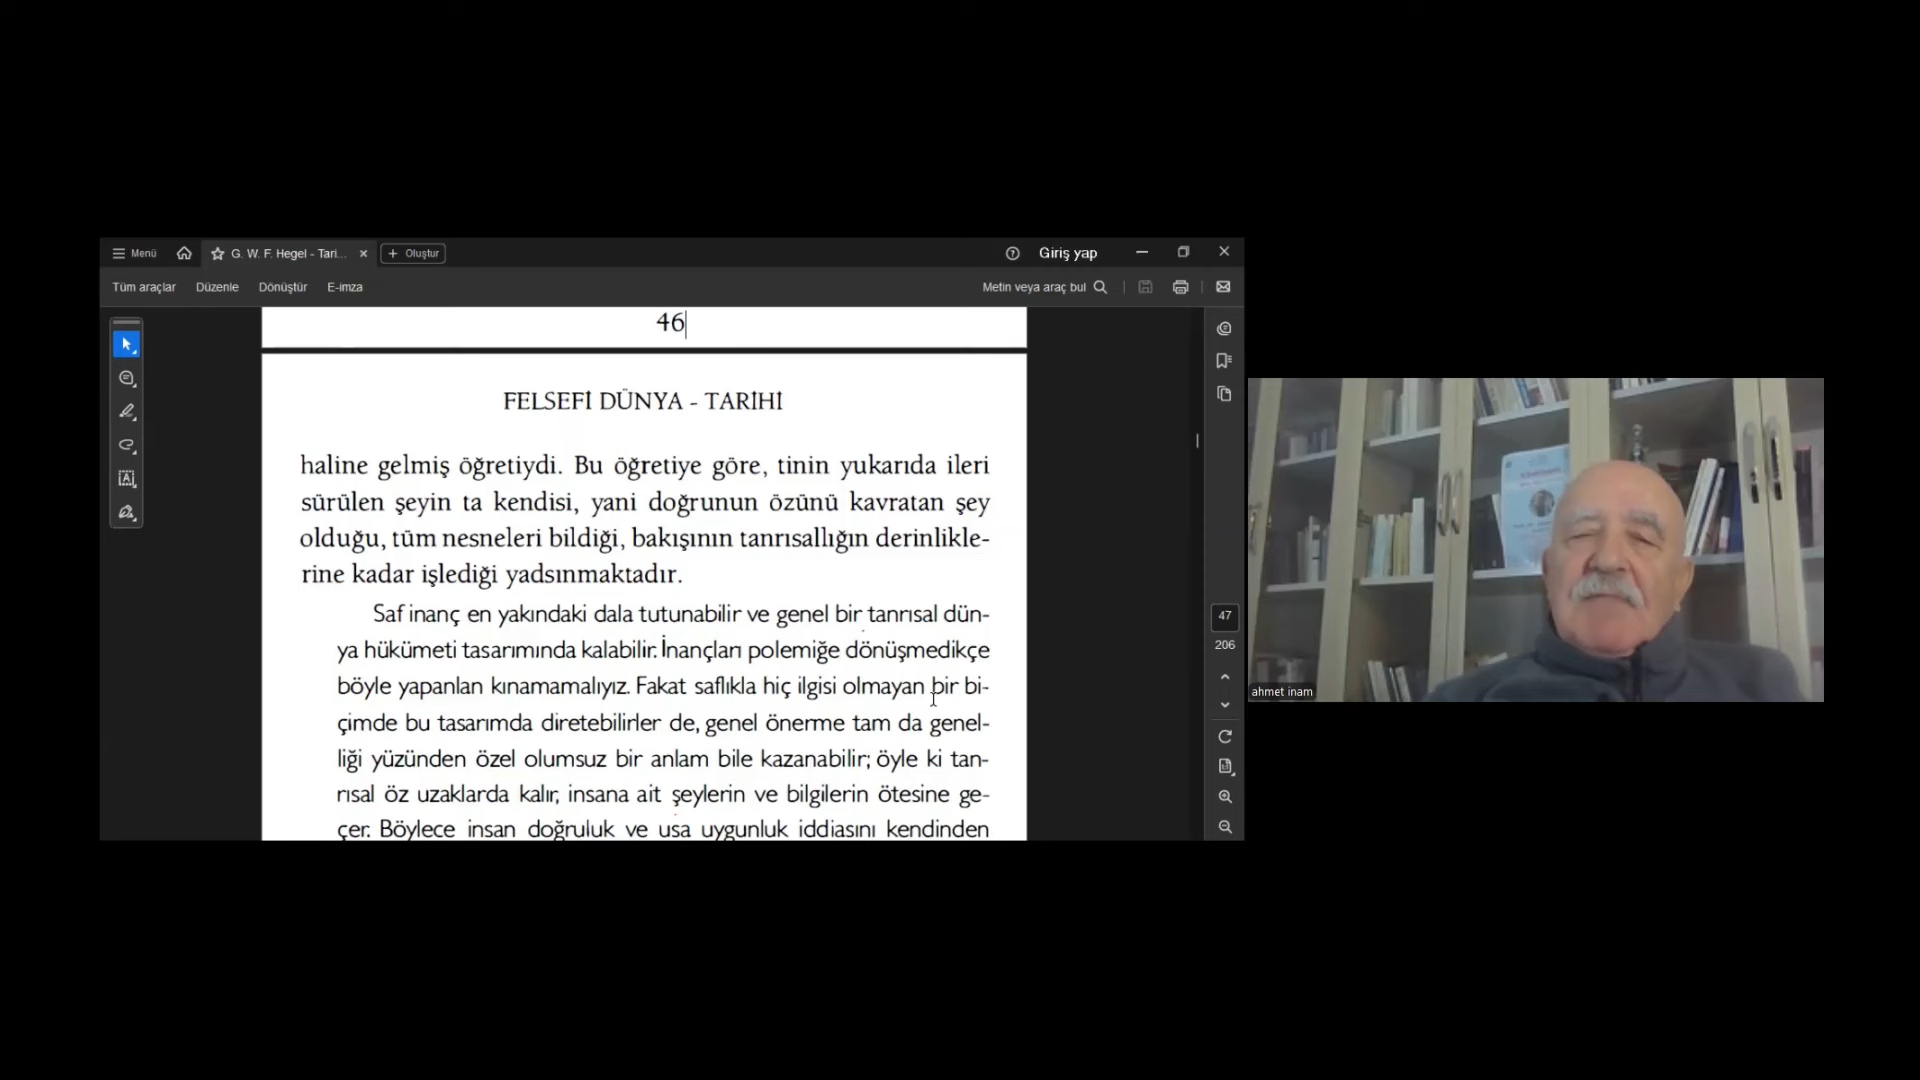 Menü
G. W. F. Hegel - Tari...
Oluştur
Giriş yap
Tüm araçlar
Düzenle
Dönüştür
E-imza
Metin veya araç bul
46
FELSEFİ DÜNYA - TARİHİ
haline gelmiş öğretiydi. Bu öğretiye göre, tinin yukarıda ileri
sürülen şeyin ta kendisi, yani doğrunun özünü kavratan şey
olduğu, tüm nesneleri bildiği, bakışının tanrısallığın derinlikle-
rine kadar işlediği yadsınmaktadır.
Saf inanç en yakındaki dala tutunabilir ve genel bir tanrısal dün-
ya hükümeti tasarımında kalabilir. İnançları polemiğe dönüşmedikçe
böyle yapanları kınamamalıyız. Fakat saflıkla hiç ilgisi olmayan bir bi-
çimde bu tasarımda diretebilirler de, genel önerme tam da genel-
liği yüzünden özel olumsuz bir anlam bile kazanabilir; öyle ki tan-
rısal öz uzaklarda kalır, insana ait şeylerin ve bilgilerin ötesine ge-
çer. Böylece insan doğruluk ve usa uygunluk iddiasını kendinden
47
206
ahmet inam